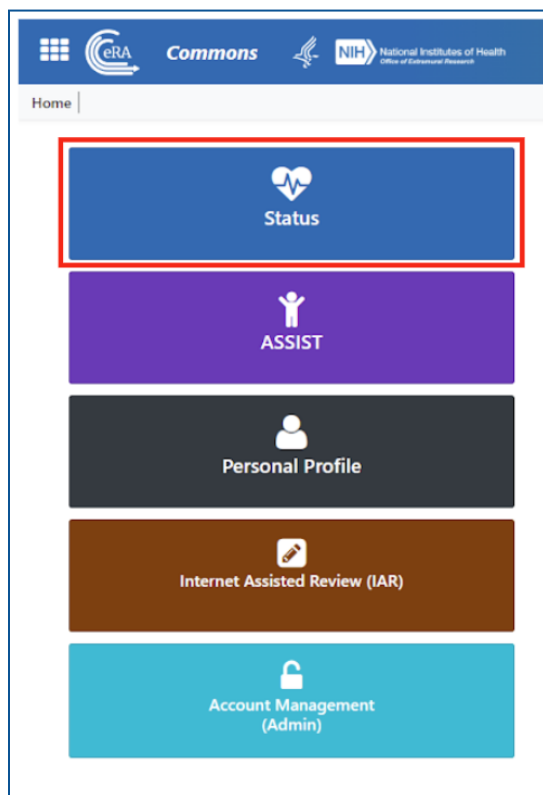 eRA Commons NIH National Institutes of Health
Office of Extramural Research
Home
Status
ASSIST
Personal Profile
Internet Assisted Review (IAR)
Account Management
(Admin)